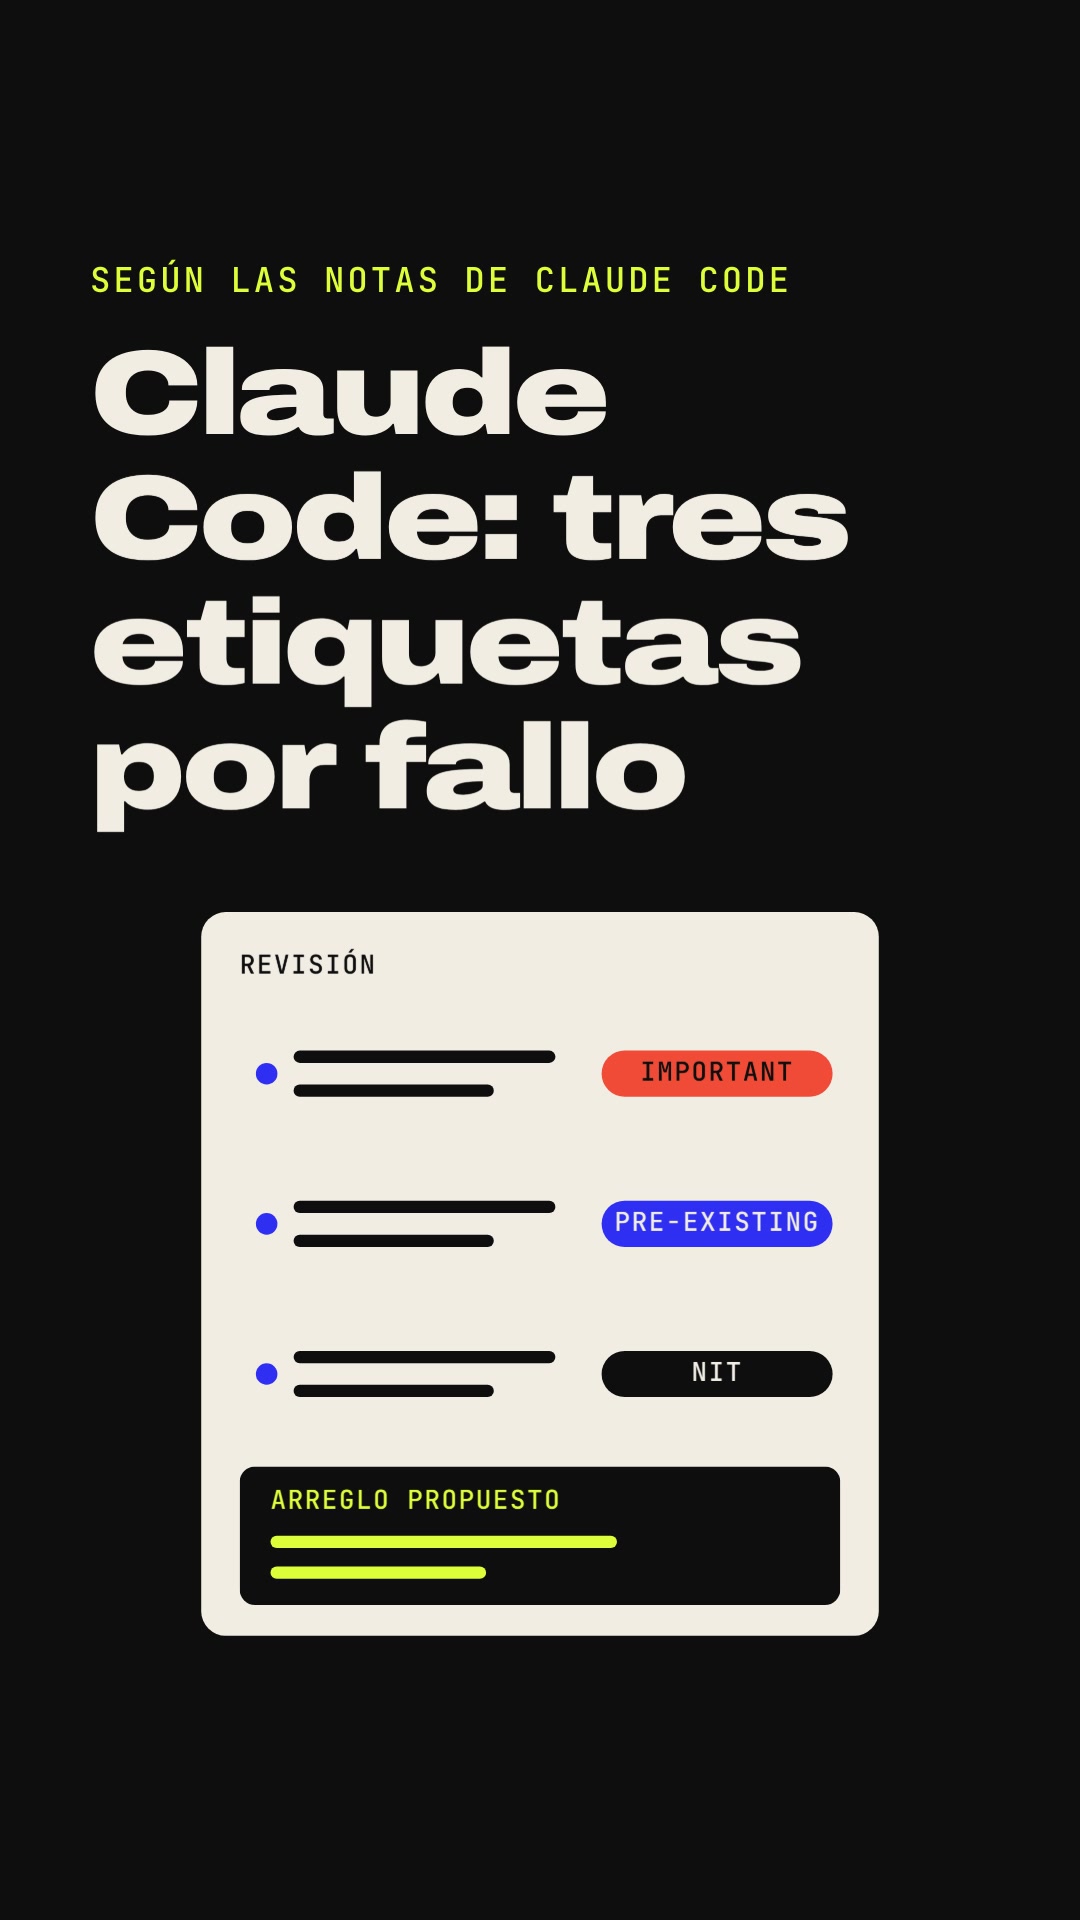 SEGÚN LAS NOTAS DE CLAUDE CODE
Claude
Code: tres
etiquetas
por fallo
REVISIÓN
IMPORTANT
PRE-EXISTING
NIT
ARREGLO PROPUESTO